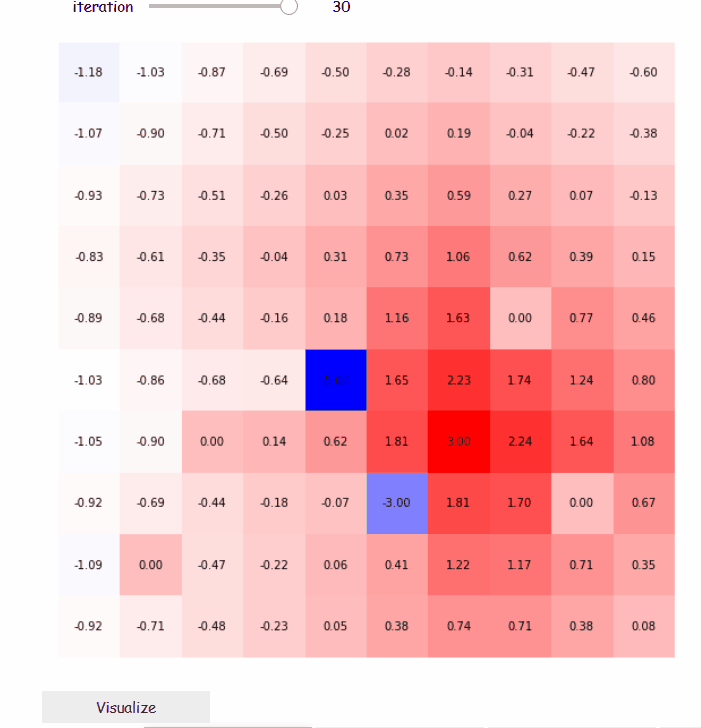 iteration 30
-1.18 -1.03 -0.87 -0.69 -0.50 -0.28 -0.14 -0.31 -0.47 -0.60
-1.07 -0.90 -0.71 -0.50 -0.25 0.02 0.19 -0.04 -0.22 -0.38
-0.93 -0.73 -0.51 -0.26 0.03 0.35 0.59 0.27 0.07 -0.13
-0.83 -0.61 -0.35 -0.04 0.31 0.73 1.06 0.62 0.39 0.15
-0.89 -0.68 -0.44 -0.16 0.18 1.16 1.63 0.00 0.77 0.46
-1.03 -0.86 -0.68 -0.64 1.65 2.23 1.74 1.24 0.80
-1.05 -0.90 0.00 0.14 0.62 1.81 3.00 2.24 1.64 1.08
-0.92 -0.69 -0.44 -0.18 -0.07 -3.00 1.81 1.70 0.00 0.67
-1.09 0.00 -0.47 -0.22 0.06 0.41 1.22 1.17 0.71 0.35
-0.92 -0.71 -0.48 -0.23 0.05 0.38 0.74 0.71 0.38 0.08
Visualize